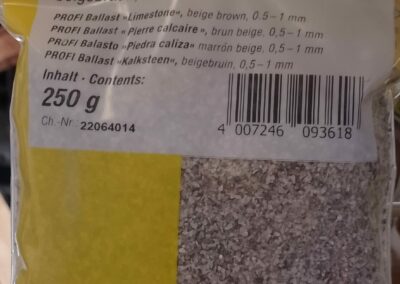 PROFI Ballast »Limestone«, beige brown, 0,5–1 mm
PROFI Ballast « Pierre calcaire », brun beige, 0,5–1 mm
PROFI Balasto »Piedra caliza« marrón beige, 0,5–1 mm
PROFI Ballast »Kalksteen«, beigebruin, 0,5–1 mm
Inhalt · Contents:
250 g
Ch.-Nr. 22064014
4 007246 093618